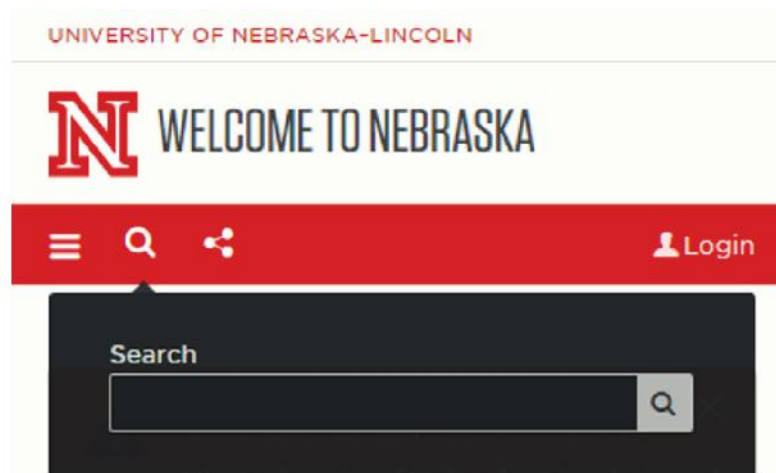 UNIVERSITY OF NEBRASKA–LINCOLN
N WELCOME TO NEBRASKA
Login
Search